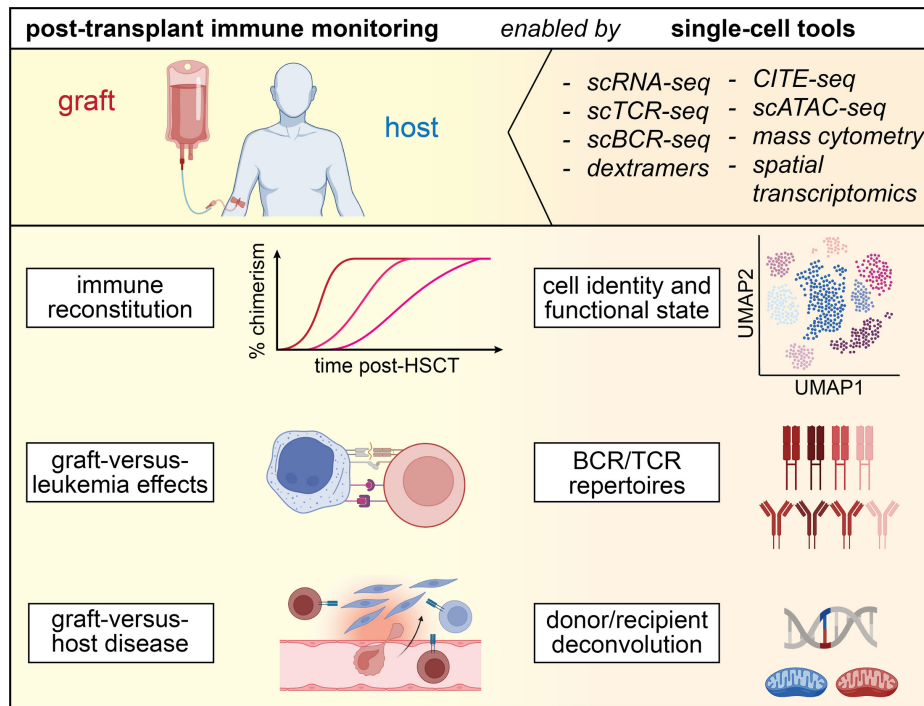 post-transplant immune monitoring enabled by single-cell tools
graft
host
- scRNA-seq
- scTCR-seq
- scBCR-seq
- dextramers
- CITE-seq
- scATAC-seq
- mass cytometry
- spatial
transcriptomics
immune
reconstitution
% chimerism
time post-HSCT
cell identity and
functional state
UMAP2
UMAP1
graft-versus-
leukemia effects
BCR/TCR
repertoires
graft-versus-
host disease
donor/recipient
deconvolution